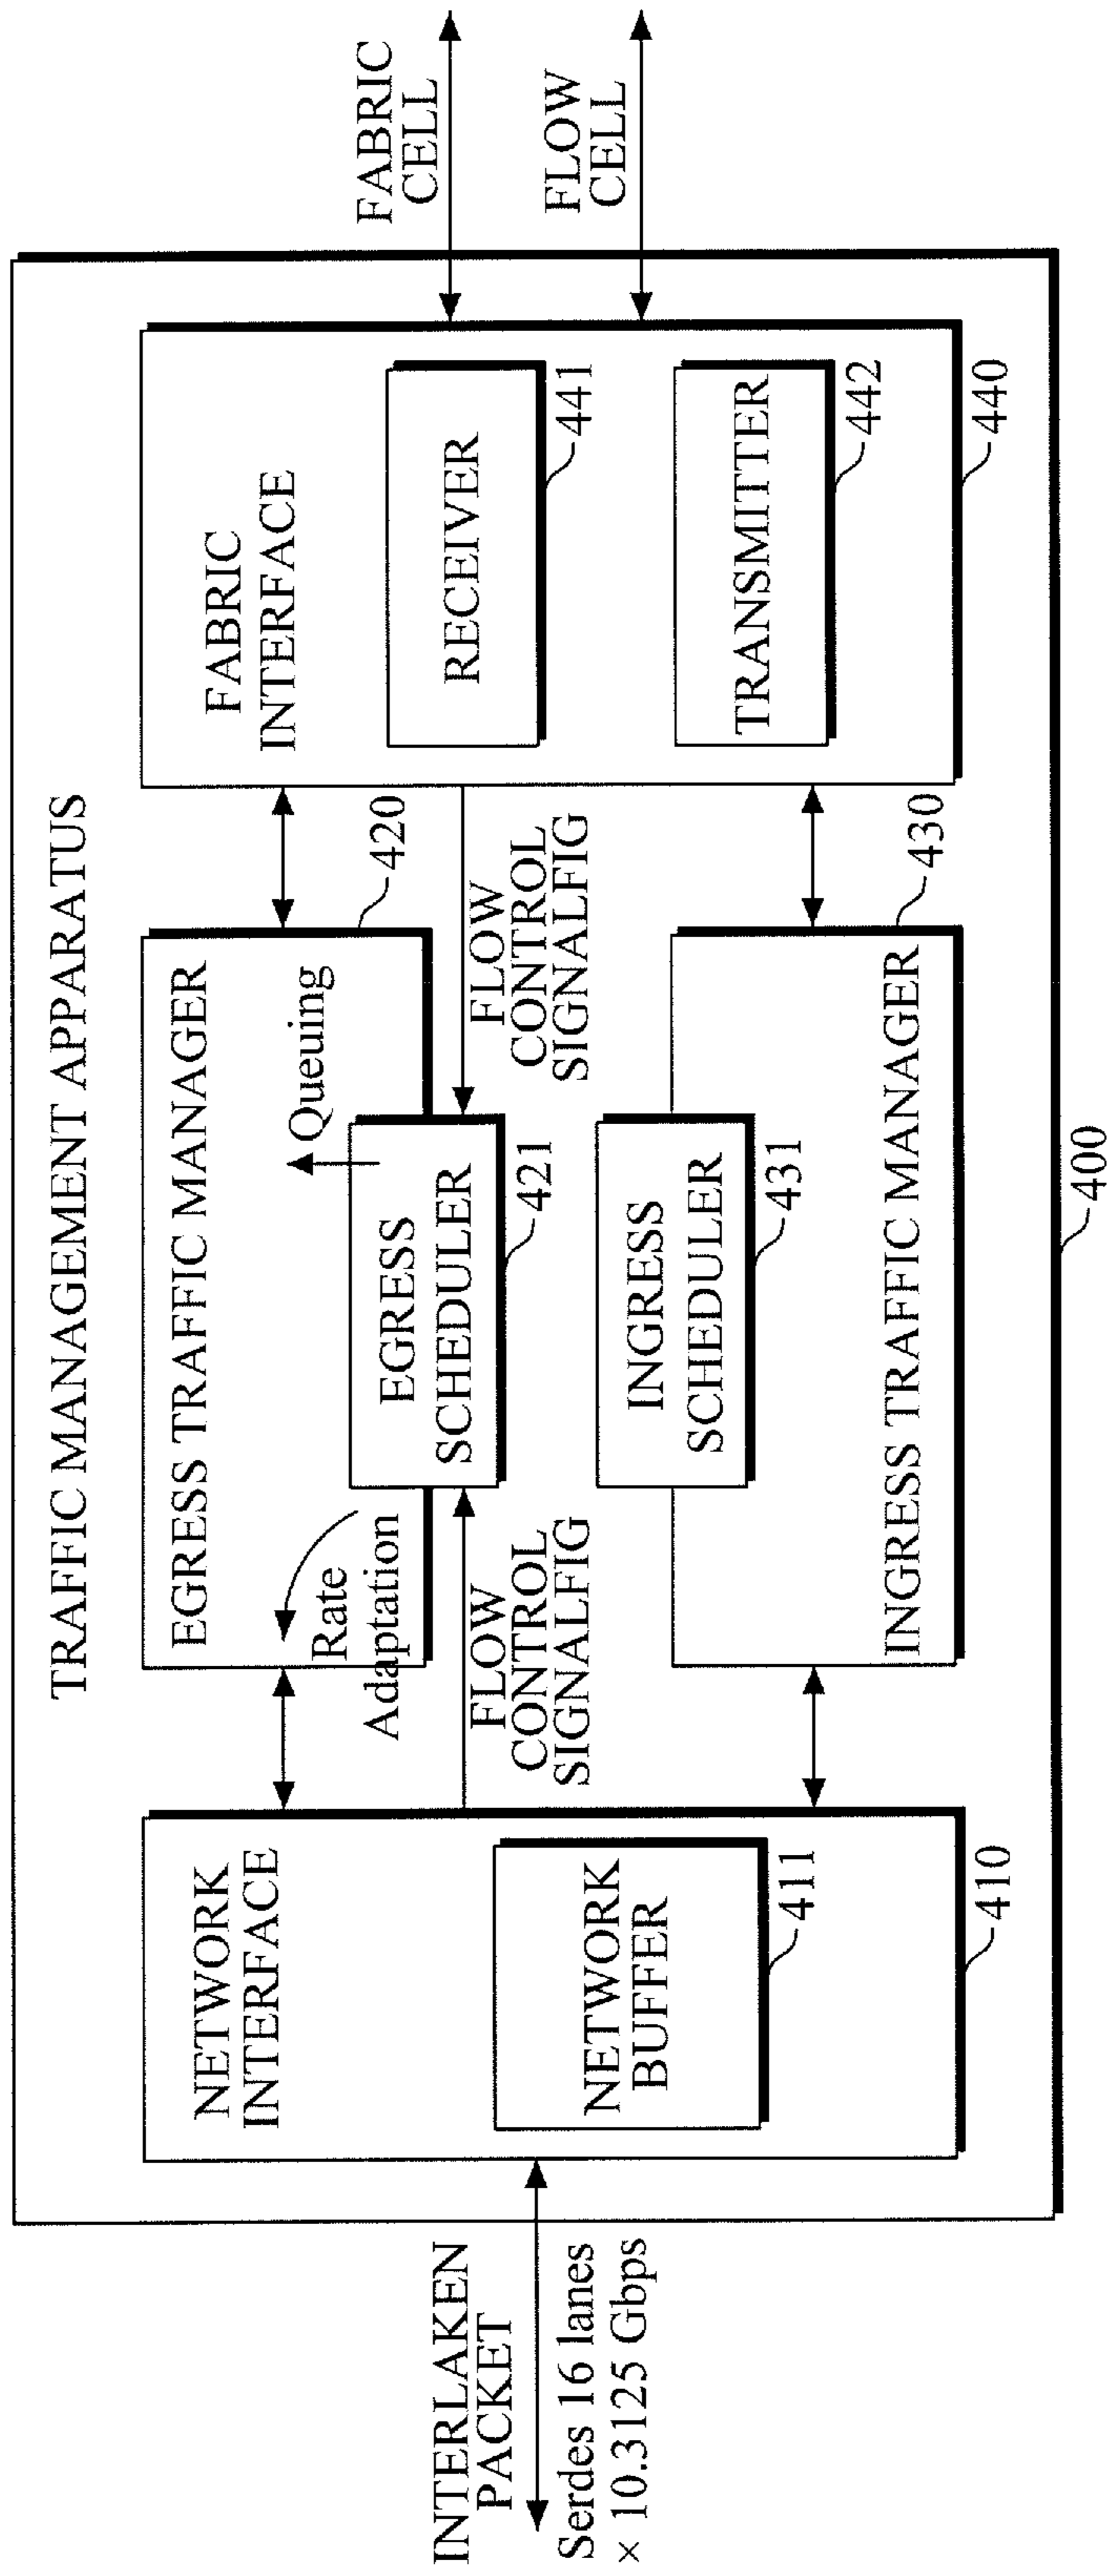 TRAFFIC MANAGEMENT APPARATUS
INTERLAKEN
PACKET
Serdes 16 lanes
× 10.3125 Gbps
NETWORK
INTERFACE
NETWORK
BUFFER
411
410
EGRESS TRAFFIC MANAGER
Rate
Adaptation
Queuing
EGRESS
SCHEDULER
421
420
FLOW
CONTROL
SIGNALFIG
FLOW
CONTROL
SIGNALFIG
INGRESS
SCHEDULER
431
INGRESS TRAFFIC MANAGER
430
FABRIC
INTERFACE
RECEIVER
441
TRANSMITTER
442
440
FABRIC
CELL
FLOW
CELL
400